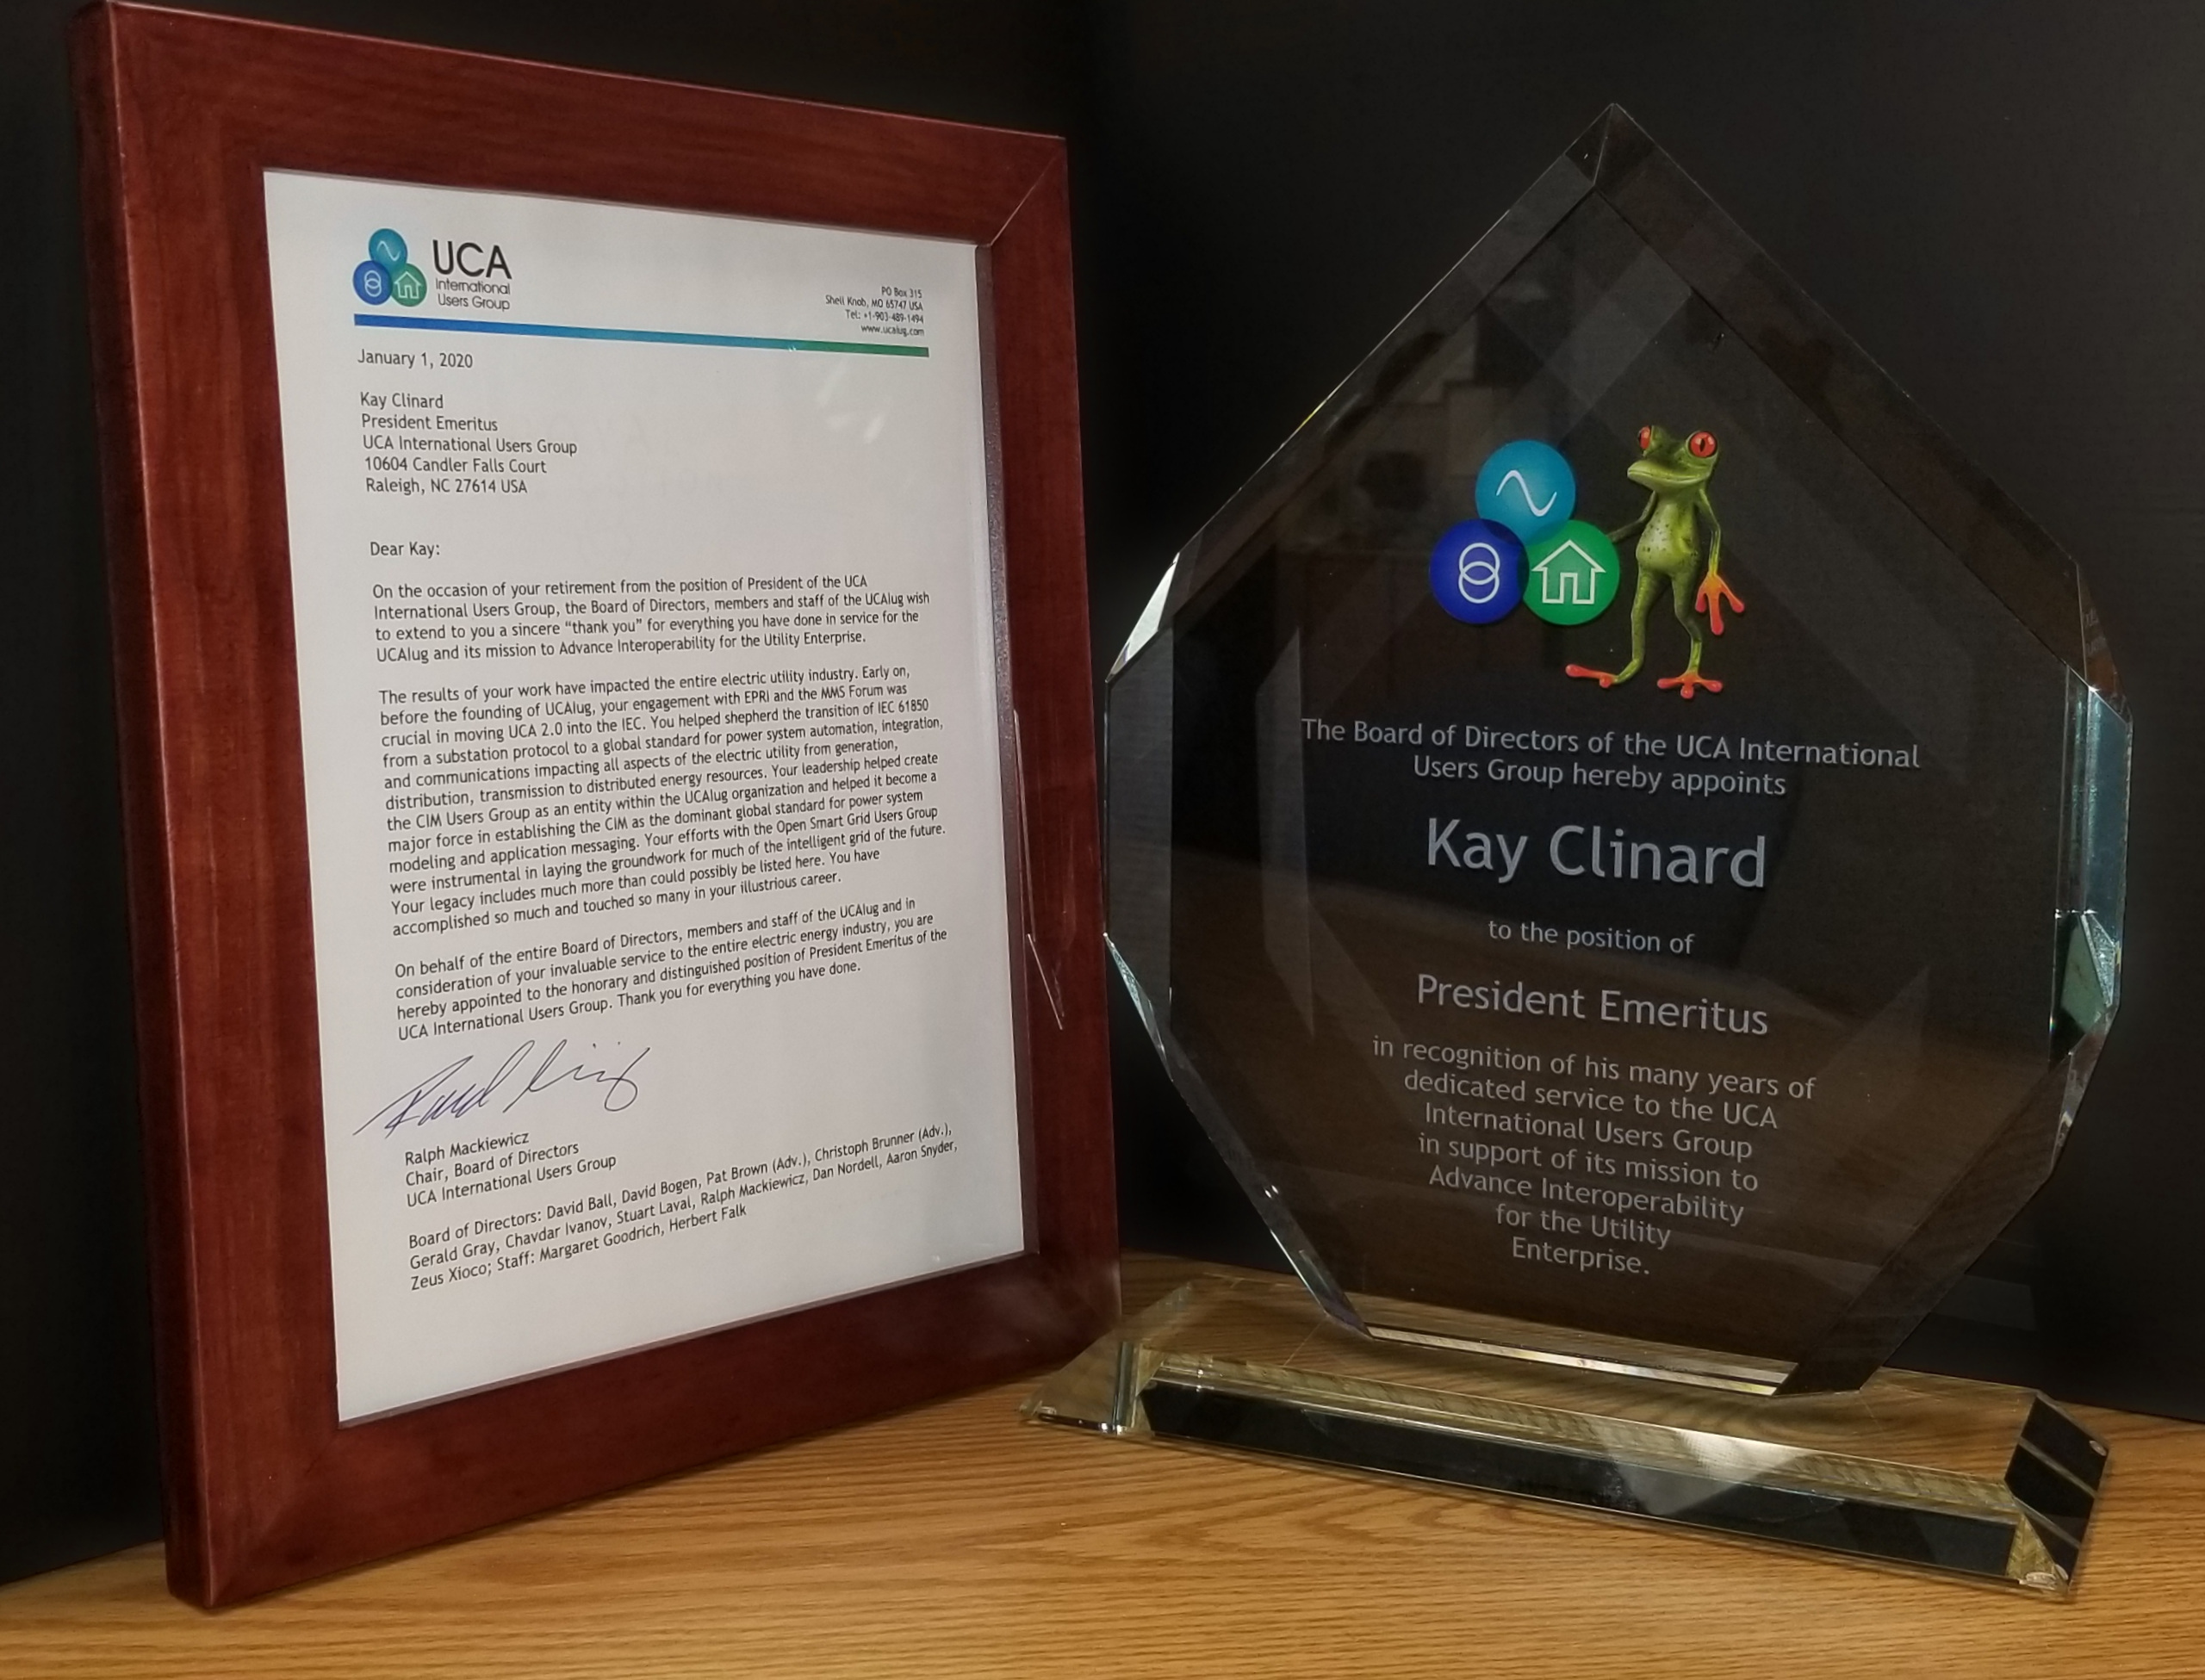 UCA
International
Users Group
PO Box 315
Shell Knob, MO 65747 USA
Tel: +1-903-489-1494
www.ucaiug.com
January 1, 2020
Kay Clinard
President Emeritus
UCA International Users Group
10604 Candler Falls Court
Raleigh, NC 27614 USA
Dear Kay:
On the occasion of your retirement from the position of President of the UCA
International Users Group, the Board of Directors, members and staff of the UCAIug wish
to extend to you a sincere “thank you” for everything you have done in service for the
UCAIug and its mission to Advance Interoperability for the Utility Enterprise.
The results of your work have impacted the entire electric utility industry. Early on,
before the founding of UCAIug, your engagement with EPRI and the MMS Forum was
crucial in moving UCA 2.0 into the IEC. You helped shepherd the transition of IEC 61850
from a substation protocol to a global standard for power system automation, integration,
and communications impacting all aspects of the electric utility from generation,
distribution, transmission to distributed energy resources. Your leadership helped create
the CIM Users Group as an entity within the UCAIug organization and helped it become a
major force in establishing the CIM as the dominant global standard for power system
modeling and application messaging. Your efforts with the Open Smart Grid Users Group
were instrumental in laying the groundwork for much of the intelligent grid of the future.
Your legacy includes much more than could possibly be listed here. You have
accomplished so much and touched so many in your illustrious career.
On behalf of the entire Board of Directors, members and staff of the UCAIug and in
consideration of your invaluable service to the entire electric energy industry, you are
hereby appointed to the honorary and distinguished position of President Emeritus of the
UCA International Users Group. Thank you for everything you have done.
Ralph Mackiewicz
Chair, Board of Directors
UCA International Users Group
Board of Directors: David Ball, David Bogen, Pat Brown (Adv.), Christoph Brunner (Adv.),
Gerald Gray, Chavdar Ivanov, Stuart Laval, Ralph Mackiewicz, Dan Nordell, Aaron Snyder,
Zeus Xioco; Staff: Margaret Goodrich, Herbert Falk
The Board of Directors of the UCA International
Users Group hereby appoints
Kay Clinard
to the position of
President Emeritus
in recognition of his many years of
dedicated service to the UCA
International Users Group
in support of its mission to
Advance Interoperability
for the Utility
Enterprise.